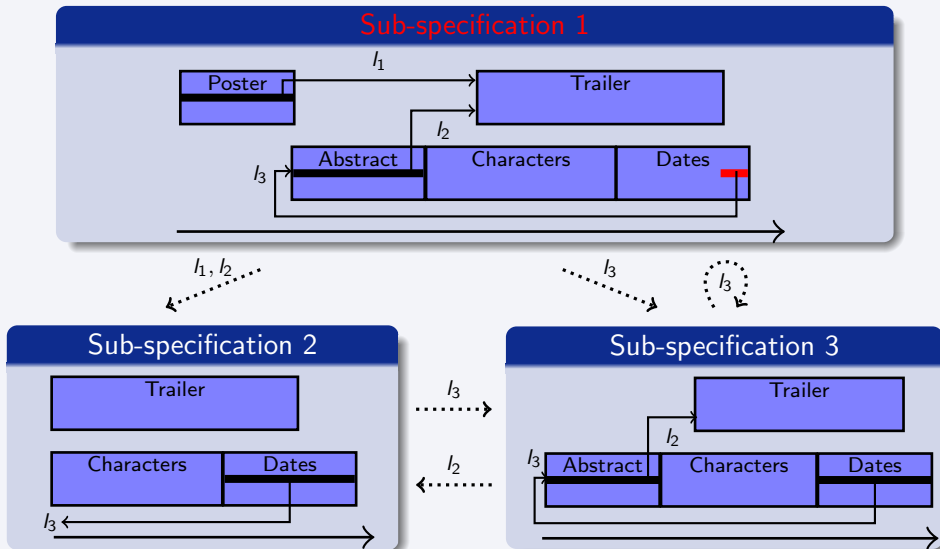 Sub-specification 1
l₁
Poster
Trailer
l₂
Abstract
Characters
Dates
l₃
l₁, l₂
l₃
l₃
Sub-specification 2
Trailer
Characters
Dates
l₃
l₃
l₂
Sub-specification 3
Trailer
l₂
l₃
Abstract
Characters
Dates